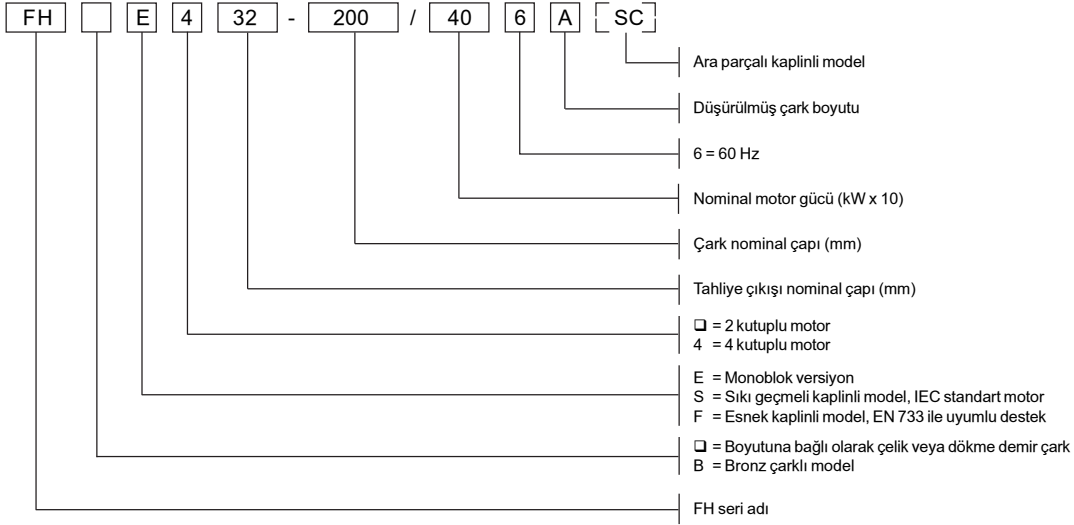 FH E 4 32 - 200 / 40 6 A SC
Ara parçalı kaplinli model
Düşürülmüş çark boyutu
6 = 60 Hz
Nominal motor gücü (kW x 10)
Çark nominal çapı (mm)
Tahliye çıkışı nominal çapı (mm)
❑ = 2 kutuplu motor
4 = 4 kutuplu motor
E = Monoblok versiyon
S = Sıkı geçmeli kaplinli model, IEC standart motor
F = Esnek kaplinli model, EN 733 ile uyumlu destek
❑ = Boyutuna bağlı olarak çelik veya dökme demir çark
B = Bronz çarklı model
FH seri adı